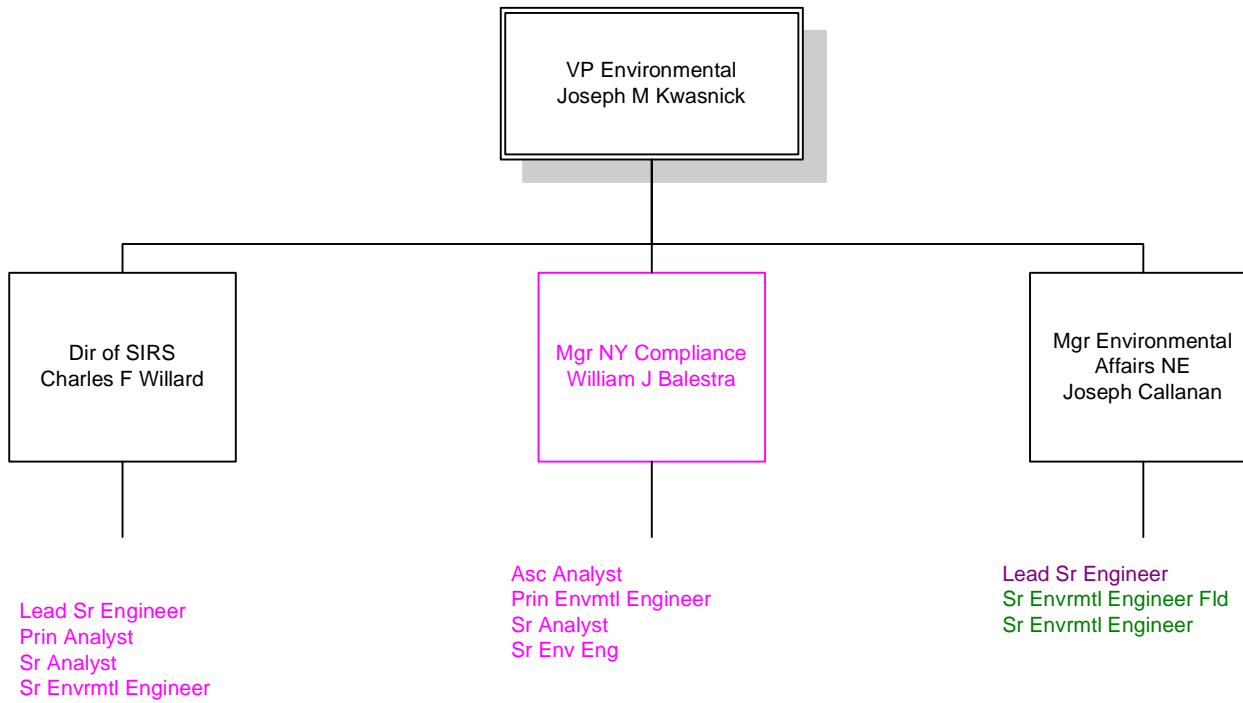 VP Environmental
Joseph M Kwasnick
Dir of SIRS
Charles F Willard
Mgr NY Compliance
William J Balestra
Mgr Environmental
Affairs NE
Joseph Callanan
Lead Sr Engineer
Prin Analyst
Sr Analyst
Sr Envrmtl Engineer
Asc Analyst
Prin Envmtl Engineer
Sr Analyst
Sr Env Eng
Lead Sr Engineer
Sr Envrmtl Engineer Fld
Sr Envrmtl Engineer